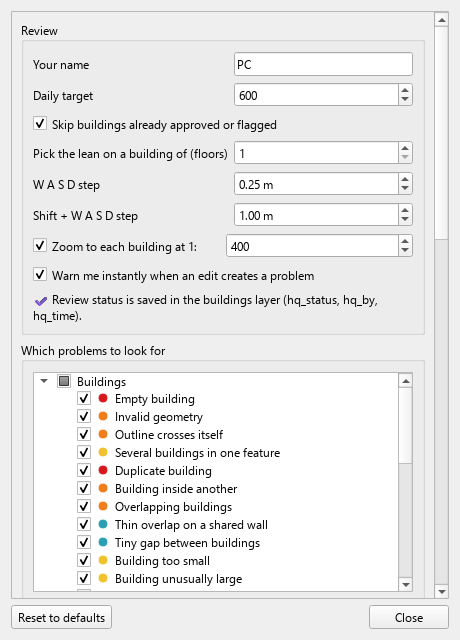 Review
Your name
PC
Daily target
600
Skip buildings already approved or flagged
Pick the lean on a building of (floors)
1
W A S D step
0.25 m
Shift + W A S D step
1.00 m
Zoom to each building at 1:
400
Warn me instantly when an edit creates a problem
Review status is saved in the buildings layer (hq_status, hq_by,
hq_time).
Which problems to look for
Buildings
Empty building
Invalid geometry
Outline crosses itself
Several buildings in one feature
Duplicate building
Building inside another
Overlapping buildings
Thin overlap on a shared wall
Tiny gap between buildings
Building too small
Building unusually large
Reset to defaults
Close